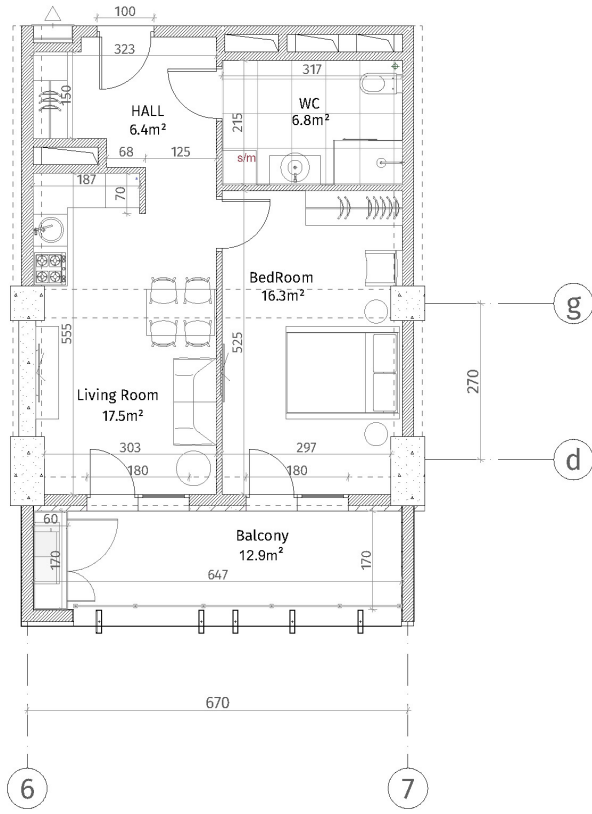 100
323
317
150
HALL
6.4m²
WC
6.8m²
215
68
125
s/m
187
70
BedRoom
16.3m²
g
555
525
270
Living Room
17.5m²
303
297
d
180
180
60
Balcony
12.9m²
170
170
647
670
6
7